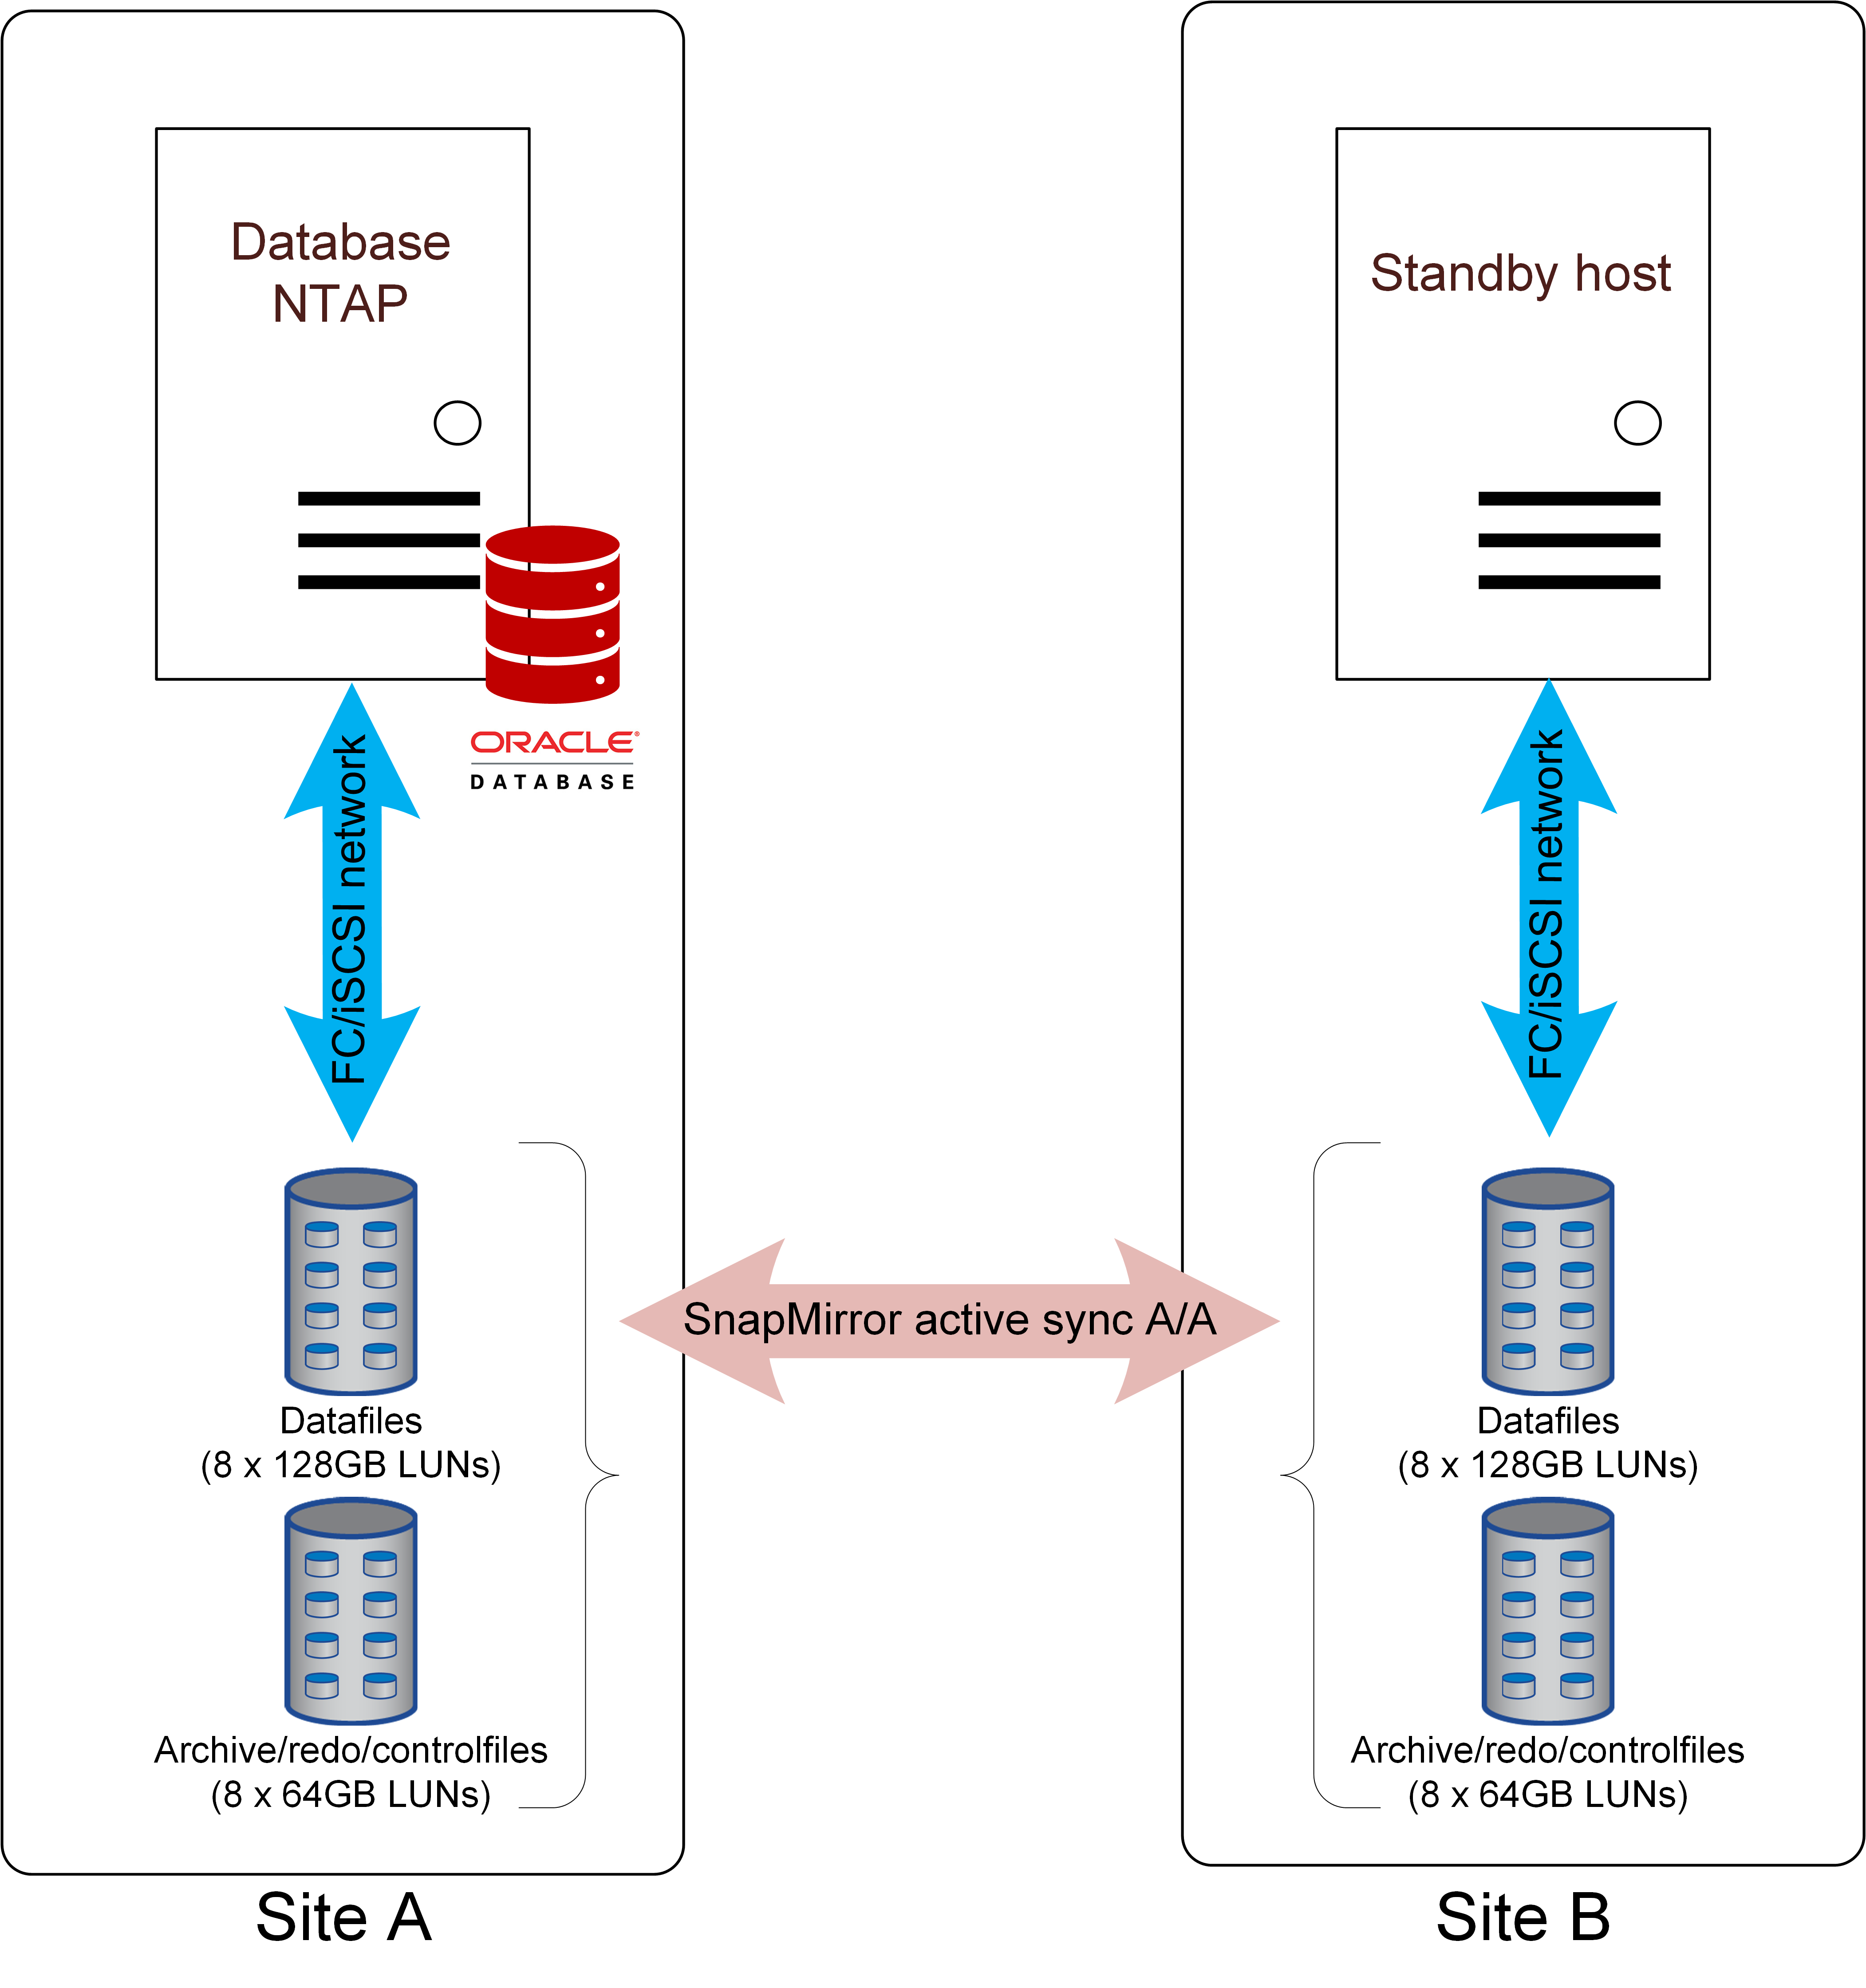 Database
NTAP
ORACLE®
DATABASE
FC/iSCSI network
Datafiles
(8 x 128GB LUNs)
Archive/redo/controlfiles
(8 x 64GB LUNs)
Site A
SnapMirror active sync A/A
Standby host
FC/iSCSI network
Datafiles
(8 x 128GB LUNs)
Archive/redo/controlfiles
(8 x 64GB LUNs)
Site B